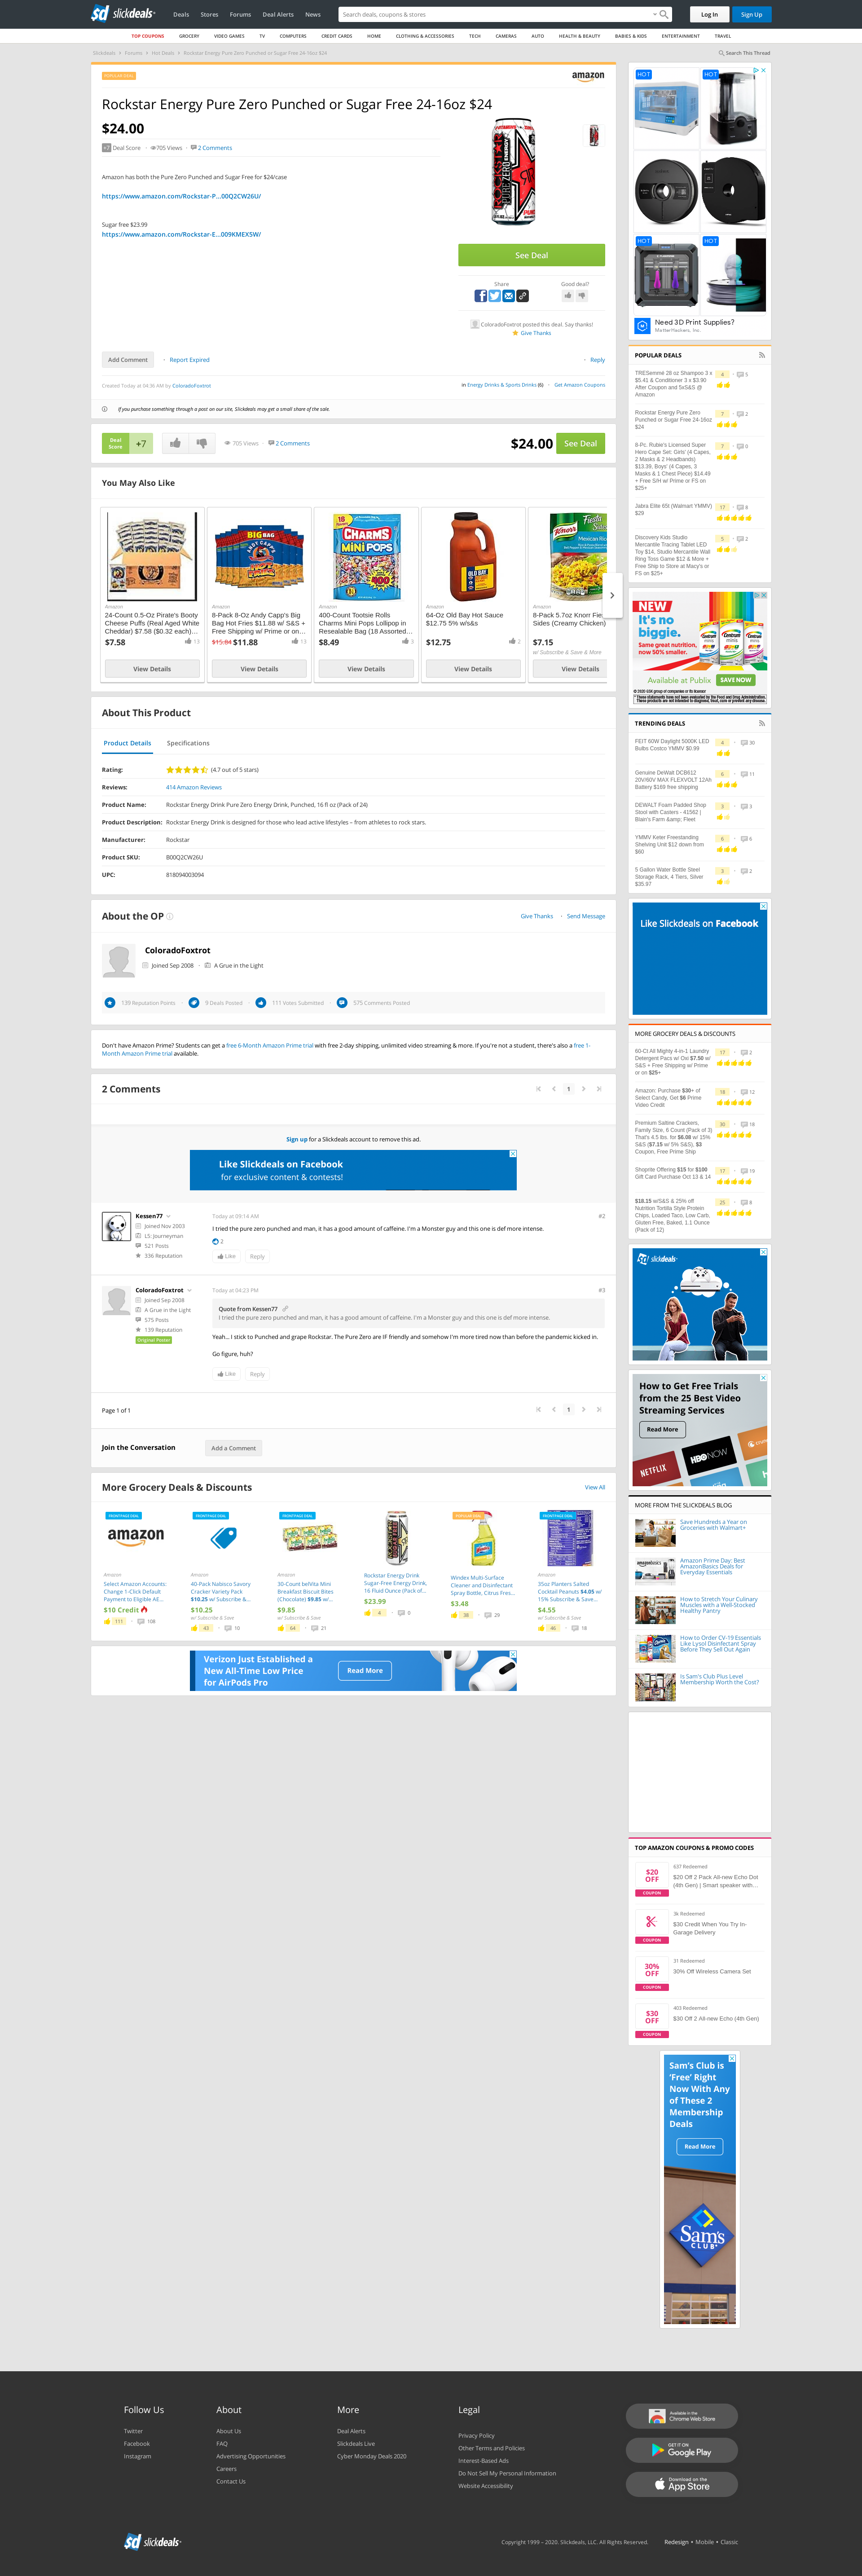 slickdeals
Deals Stores Forums Deal Alerts News
Search deals, coupons & stores
Log In
Sign Up
TOP COUPONS GROCERY VIDEO GAMES TV COMPUTERS CREDIT CARDS HOME CLOTHING & ACCESSORIES TECH CAMERAS AUTO HEALTH & BEAUTY BABIES & KIDS ENTERTAINMENT TRAVEL
Slickdeals > Forums > Hot Deals > Rockstar Energy Pure Zero Punched or Sugar Free 24-16oz $24
Search This Thread
POPULAR DEAL
amazon
Rockstar Energy Pure Zero Punched or Sugar Free 24-16oz $24
$24.00
+7 Deal Score 705 Views 2 Comments
Amazon has both the Pure Zero Punched and Sugar Free for $24/case
https://www.amazon.com/Rockstar-P...00Q2CW26U/
Sugar free $23.99
https://www.amazon.com/Rockstar-E...009KMEX5W/
See Deal
Share
Good deal?
ColoradoFoxtrot posted this deal. Say thanks!
Give Thanks
Add Comment
Report Expired
Reply
Created Today at 04:36 AM by ColoradoFoxtrot
in Energy Drinks & Sports Drinks (6) Get Amazon Coupons
If you purchase something through a post on our site, Slickdeals may get a small share of the sale.
Deal Score +7
705 Views 2 Comments
$24.00 See Deal
You May Also Like
Amazon
24-Count 0.5-Oz Pirate's Booty Cheese Puffs (Real Aged White Cheddar) $7.58 ($0.32 each)...
$7.58 13
View Details
Amazon
8-Pack 8-Oz Andy Capp's Big Bag Hot Fries $11.88 w/ S&S + Free Shipping w/ Prime or on...
$15.84 $11.88 13
View Details
Amazon
400-Count Tootsie Rolls Charms Mini Pops Lollipop in Resealable Bag (18 Assorted...
$8.49 3
View Details
Amazon
64-Oz Old Bay Hot Sauce $12.75 5% w/s&s
$12.75 2
View Details
Amazon
8-Pack 5.7oz Knorr Fie
Sides (Creamy Chicken)
$7.15
w/ Subscribe & Save & More
View Details
About This Product
Product Details Specifications
Rating: (4.7 out of 5 stars)
Reviews: 414 Amazon Reviews
Product Name: Rockstar Energy Drink Pure Zero Energy Drink, Punched, 16 fl oz (Pack of 24)
Product Description: Rockstar Energy Drink is designed for those who lead active lifestyles – from athletes to rock stars.
Manufacturer: Rockstar
Product SKU: B00Q2CW26U
UPC: 818094003094
About the OP
Give Thanks Send Message
ColoradoFoxtrot
Joined Sep 2008 A Grue in the Light
139 Reputation Points 9 Deals Posted 111 Votes Submitted 575 Comments Posted
Don't have Amazon Prime? Students can get a free 6-Month Amazon Prime trial with free 2-day shipping, unlimited video streaming & more. If you're not a student, there's also a free 1-
Month Amazon Prime trial available.
2 Comments
1
Sign up for a Slickdeals account to remove this ad.
Like Slickdeals on Facebook
for exclusive content & contests!
Kessen77
Joined Nov 2003
L5: Journeyman
521 Posts
336 Reputation
Today at 09:14 AM
#2
I tried the pure zero punched and man, it has a good amount of caffeine. I'm a Monster guy and this one is def more intense.
2
Like Reply
ColoradoFoxtrot
Joined Sep 2008
A Grue in the Light
575 Posts
139 Reputation
Original Poster
Today at 04:23 PM
#3
Quote from Kessen77
I tried the pure zero punched and man, it has a good amount of caffeine. I'm a Monster guy and this one is def more intense.
Yeah... I stick to Punched and grape Rockstar. The Pure Zero are IF friendly and somehow I'm more tired now than before the pandemic kicked in.
Go figure, huh?
Like Reply
Page 1 of 1
1
Join the Conversation
Add a Comment
More Grocery Deals & Discounts
View All
FRONTPAGE DEAL
amazon
Amazon
Select Amazon Accounts: Change 1-Click Default Payment to Eligible AE...
$10 Credit
111 108
FRONTPAGE DEAL
Amazon
40-Pack Nabisco Savory Cracker Variety Pack $10.25 w/ Subscribe &...
$10.25
w/ Subscribe & Save
43 10
FRONTPAGE DEAL
Amazon
30-Count belVita Mini Breakfast Biscuit Bites (Chocolate) $9.85 w/...
$9.85
w/ Subscribe & Save
64 21
Rockstar Energy Drink Sugar-Free Energy Drink, 16 Fluid Ounce (Pack of...
$23.99
4 0
POPULAR DEAL
Windex Multi-Surface Cleaner and Disinfectant Spray Bottle, Citrus Fres...
$3.48
38 29
FRONTPAGE DEAL
Amazon
35oz Planters Salted Cocktail Peanuts $4.05 w/ 15% Subscribe & Save...
$4.55
w/ Subscribe & Save
46 18
Verizon Just Established a
New All-Time Low Price
for AirPods Pro
Read More
HOT HOT
HOT HOT
Need 3D Print Supplies?
MatterHackers, Inc.
POPULAR DEALS
TRESemmé 28 oz Shampoo 3 x $5.41 & Conditioner 3 x $3.90 After Coupon and 5xS&S @ Amazon
4 5
Rockstar Energy Pure Zero Punched or Sugar Free 24-16oz $24
7 2
8-Pc. Rubie's Licensed Super Hero Cape Set: Girls' (4 Capes, 2 Masks & 2 Headbands) $13.39, Boys' (4 Capes, 3 Masks & 1 Chest Piece) $14.49 + Free S/H w/ Prime or FS on $25+
7 0
Jabra Elite 65t (Walmart YMMV) $29
17 8
Discovery Kids Studio Mercantile Tracing Tablet LED Toy $14, Studio Mercantile Wall Ring Toss Game $12 & More + Free Ship to Store at Macy's or FS on $25+
5 2
NEW
It's no biggie.
Same great nutrition, now 50% smaller.
Available at Publix SAVE NOW
TRENDING DEALS
FEIT 60W Daylight 5000K LED Bulbs Costco YMMV $0.99
4 30
Genuine DeWalt DCB612 20V/60V MAX FLEXVOLT 12Ah Battery $169 free shipping
6 11
DEWALT Foam Padded Shop Stool with Casters - 41562 | Blain's Farm &amp; Fleet
3 3
YMMV Keter Freestanding Shelving Unit $12 down from $60
6 6
5 Gallon Water Bottle Steel Storage Rack, 4 Tiers, Silver $35.97
3 2
Like Slickdeals on Facebook
MORE GROCERY DEALS & DISCOUNTS
60-Ct All Mighty 4-in-1 Laundry Detergent Pacs w/ Oxi $7.50 w/ S&S + Free Shipping w/ Prime or on $25+
17 2
Amazon: Purchase $30+ of Select Candy, Get $6 Prime Video Credit
18 12
Premium Saltine Crackers, Family Size, 6 Count (Pack of 3) That's 4.5 lbs. for $6.08 w/ 15% S&S ($7.15 w/ 5% S&S), $3 Coupon, Free Prime Ship
30 18
Shoprite Offering $15 for $100 Gift Card Purchase Oct 13 & 14
17 19
$18.15 w/S&S & 25% off Nutrition Tortilla Style Protein Chips, Loaded Taco, Low Carb, Gluten Free, Baked, 1.1 Ounce (Pack of 12)
25 9
slickdeals
How to Get Free Trials from the 25 Best Video Streaming Services
Read More
NETFLIX HBO NOW
MORE FROM THE SLICKDEALS BLOG
Save Hundreds a Year on Groceries with Walmart+
Amazon Prime Day: Best AmazonBasics Deals for Everyday Essentials
How to Stretch Your Culinary Muscles with a Well-Stocked Healthy Pantry
How to Order CV-19 Essentials Like Lysol Disinfectant Spray Before They Sell Out Again
Is Sam's Club Plus Level Membership Worth the Cost?
TOP AMAZON COUPONS & PROMO CODES
$20 OFF COUPON
637 Redeemed
$20 Off 2 Pack All-new Echo Dot (4th Gen) | Smart speaker with...
COUPON
3k Redeemed
$30 Credit When You Try In-Garage Delivery
30% OFF COUPON
31 Redeemed
30% Off Wireless Camera Set
$30 OFF COUPON
403 Redeemed
$30 Off 2 All-new Echo (4th Gen)
Sam's Club is 'Free' Right Now With Any of These 2 Membership Deals
Read More
Sam's CLUB
Follow Us
Twitter
Facebook
Instagram
About
About Us
FAQ
Advertising Opportunities
Careers
Contact Us
More
Deal Alerts
Slickdeals Live
Cyber Monday Deals 2020
Legal
Privacy Policy
Other Terms and Policies
Interest-Based Ads
Do Not Sell My Personal Information
Website Accessibility
Available in the Chrome Web Store
GET IT ON Google Play
Download on the App Store
slickdeals
Copyright 1999 – 2020. Slickdeals, LLC. All Rights Reserved. Redesign • Mobile • Classic